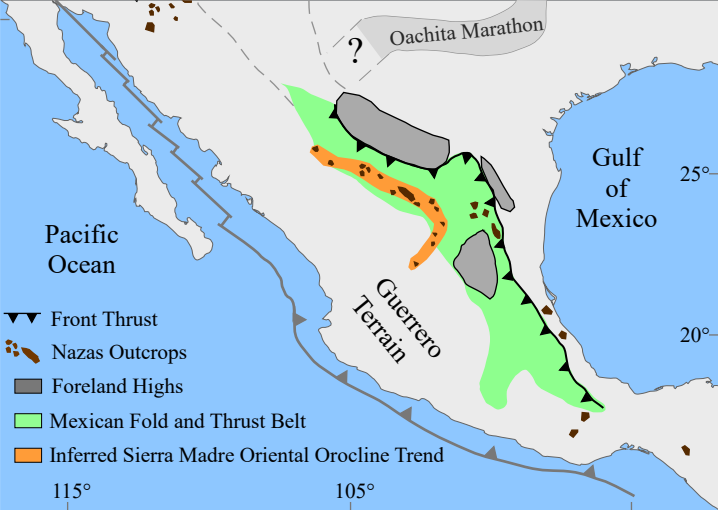 Oachita Marathon
?
Gulf
of
Mexico
25°
Pacific
Ocean
Guerrero
Terrain
20°
Front Thrust
Nazas Outcrops
Foreland Highs
Mexican Fold and Thrust Belt
Inferred Sierra Madre Oriental Orocline Trend
115°
105°